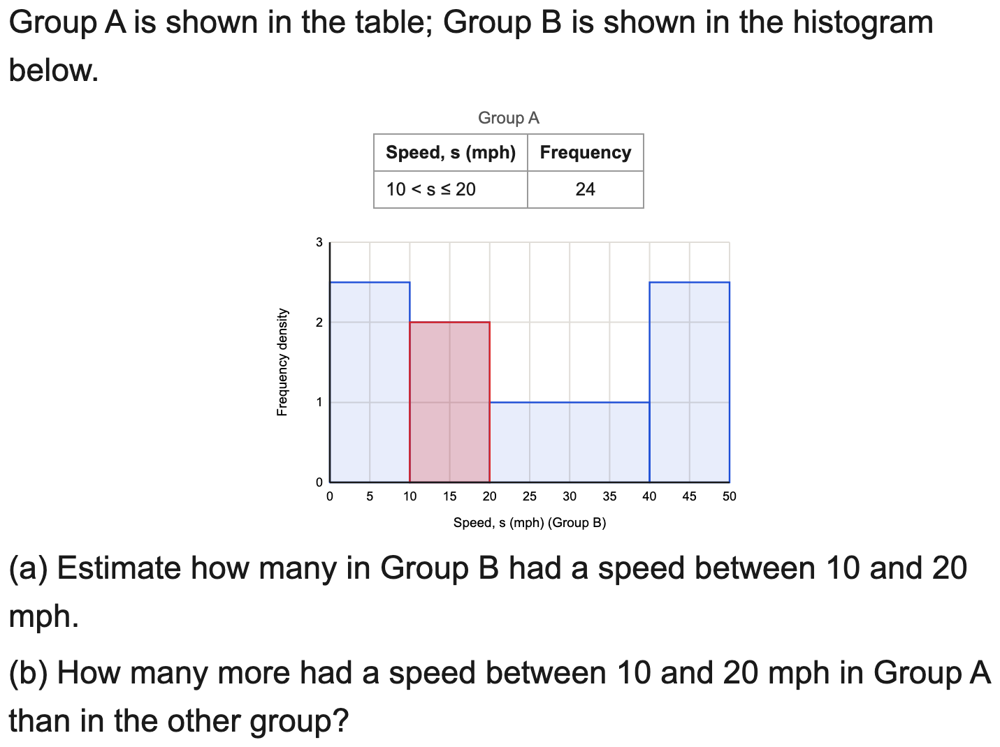 Group A is shown in the table; Group B is shown in the histogram
below.
Group A
Speed, s (mph) Frequency
10 < s ≤ 20 24
3
2
1
0
Frequency density
0 5 10 15 20 25 30 35 40 45 50
Speed, s (mph) (Group B)
(a) Estimate how many in Group B had a speed between 10 and 20
mph.
(b) How many more had a speed between 10 and 20 mph in Group A
than in the other group?